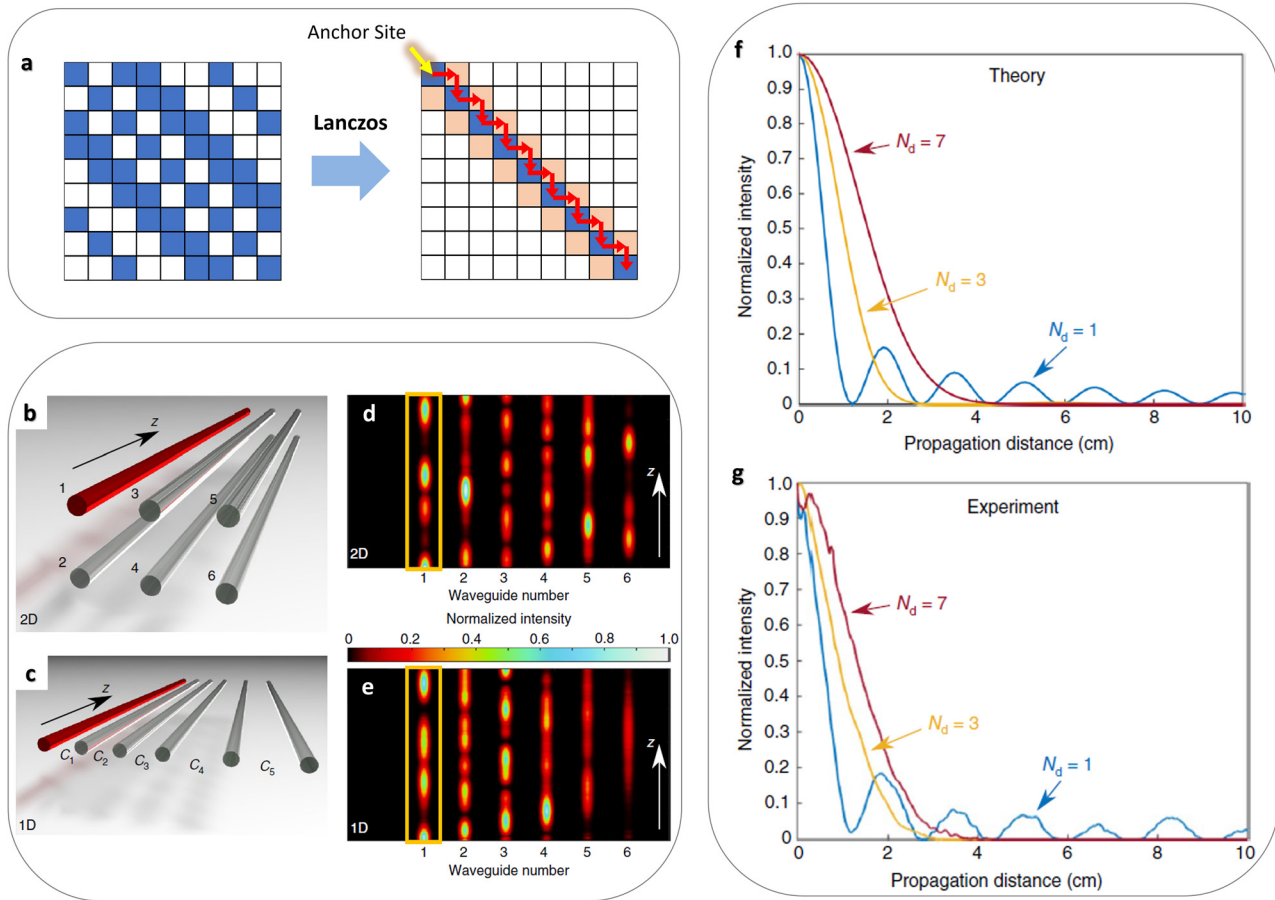 a
Anchor Site
Lanczos
b
z
1
3
5
2
4
6
2D
c
z
C1 C2 C3 C4 C5
1D
d
z
2D
1 2 3 4 5 6
Waveguide number
Normalized intensity
0 0.2 0.4 0.6 0.8 1.0
e
z
1D
1 2 3 4 5 6
Waveguide number
f
Theory
Nd = 7
Nd = 3
Nd = 1
Normalized intensity
1.0
0.9
0.8
0.7
0.6
0.5
0.4
0.3
0.2
0.1
0
0 2 4 6 8 10
Propagation distance (cm)
g
Experiment
Nd = 7
Nd = 3
Nd = 1
Normalized intensity
1.0
0.9
0.8
0.7
0.6
0.5
0.4
0.3
0.2
0.1
0
0 2 4 6 8 10
Propagation distance (cm)